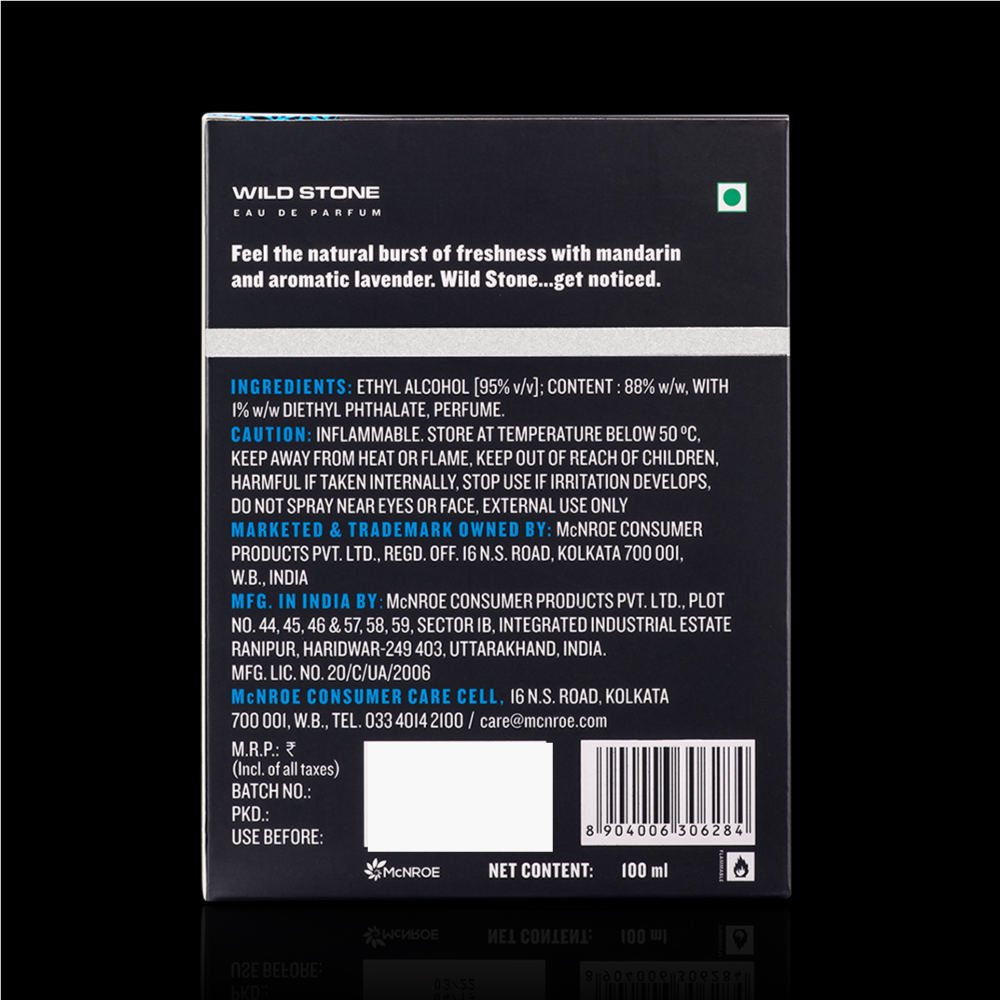 WILD STONE
EAU DE PARFUM
Feel the natural burst of freshness with mandarin
and aromatic lavender. Wild Stone...get noticed.
INGREDIENTS: ETHYL ALCOHOL [95% v/v]; CONTENT : 88% w/w, WITH
1% w/w DIETHYL PHTHALATE, PERFUME.
CAUTION: INFLAMMABLE. STORE AT TEMPERATURE BELOW 50 ºC,
KEEP AWAY FROM HEAT OR FLAME, KEEP OUT OF REACH OF CHILDREN,
HARMFUL IF TAKEN INTERNALLY, STOP USE IF IRRITATION DEVELOPS,
DO NOT SPRAY NEAR EYES OR FACE, EXTERNAL USE ONLY
MARKETED & TRADEMARK OWNED BY: McNROE CONSUMER
PRODUCTS PVT. LTD., REGD. OFF. 16 N.S. ROAD, KOLKATA 700 001,
W.B., INDIA
MFG. IN INDIA BY: McNROE CONSUMER PRODUCTS PVT. LTD., PLOT
NO. 44, 45, 46 & 57, 58, 59, SECTOR IB, INTEGRATED INDUSTRIAL ESTATE
RANIPUR, HARIDWAR-249 403, UTTARAKHAND, INDIA.
MFG. LIC. NO. 20/C/UA/2006
McNROE CONSUMER CARE CELL, 16 N.S. ROAD, KOLKATA
700 001, W.B., TEL. 033 4014 2100 / care@mcnroe.com
M.R.P.: ₹
(Incl. of all taxes)
BATCH NO.:
PKD.:
USE BEFORE:
8 904006 306284
McNROE NET CONTENT: 100 ml
FLAMMABLE